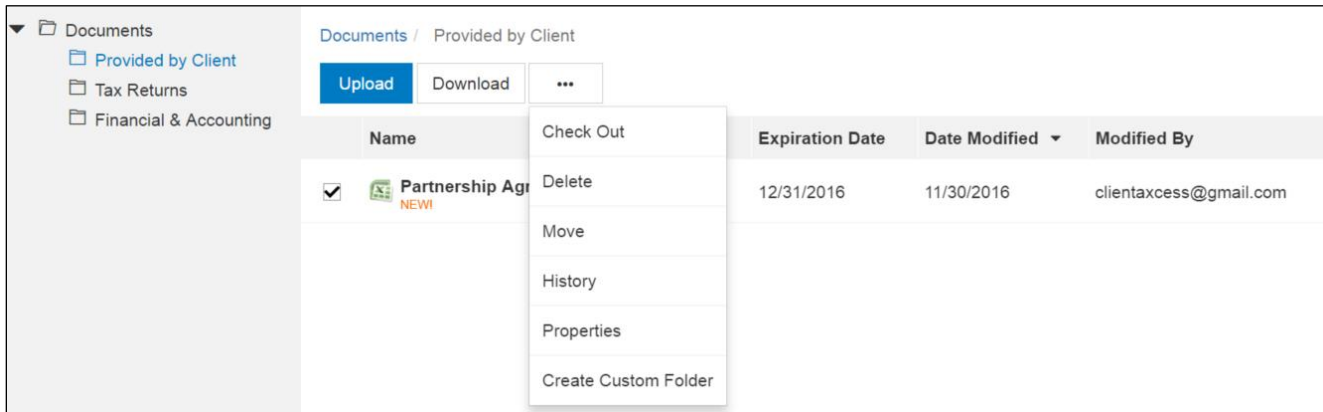 Documents
Provided by Client
Tax Returns
Financial & Accounting
Documents / Provided by Client
Upload Download •••
Name Expiration Date Date Modified Modified By
Partnership Agr 12/31/2016 11/30/2016 clientaxcess@gmail.com
NEW!
Check Out
Delete
Move
History
Properties
Create Custom Folder